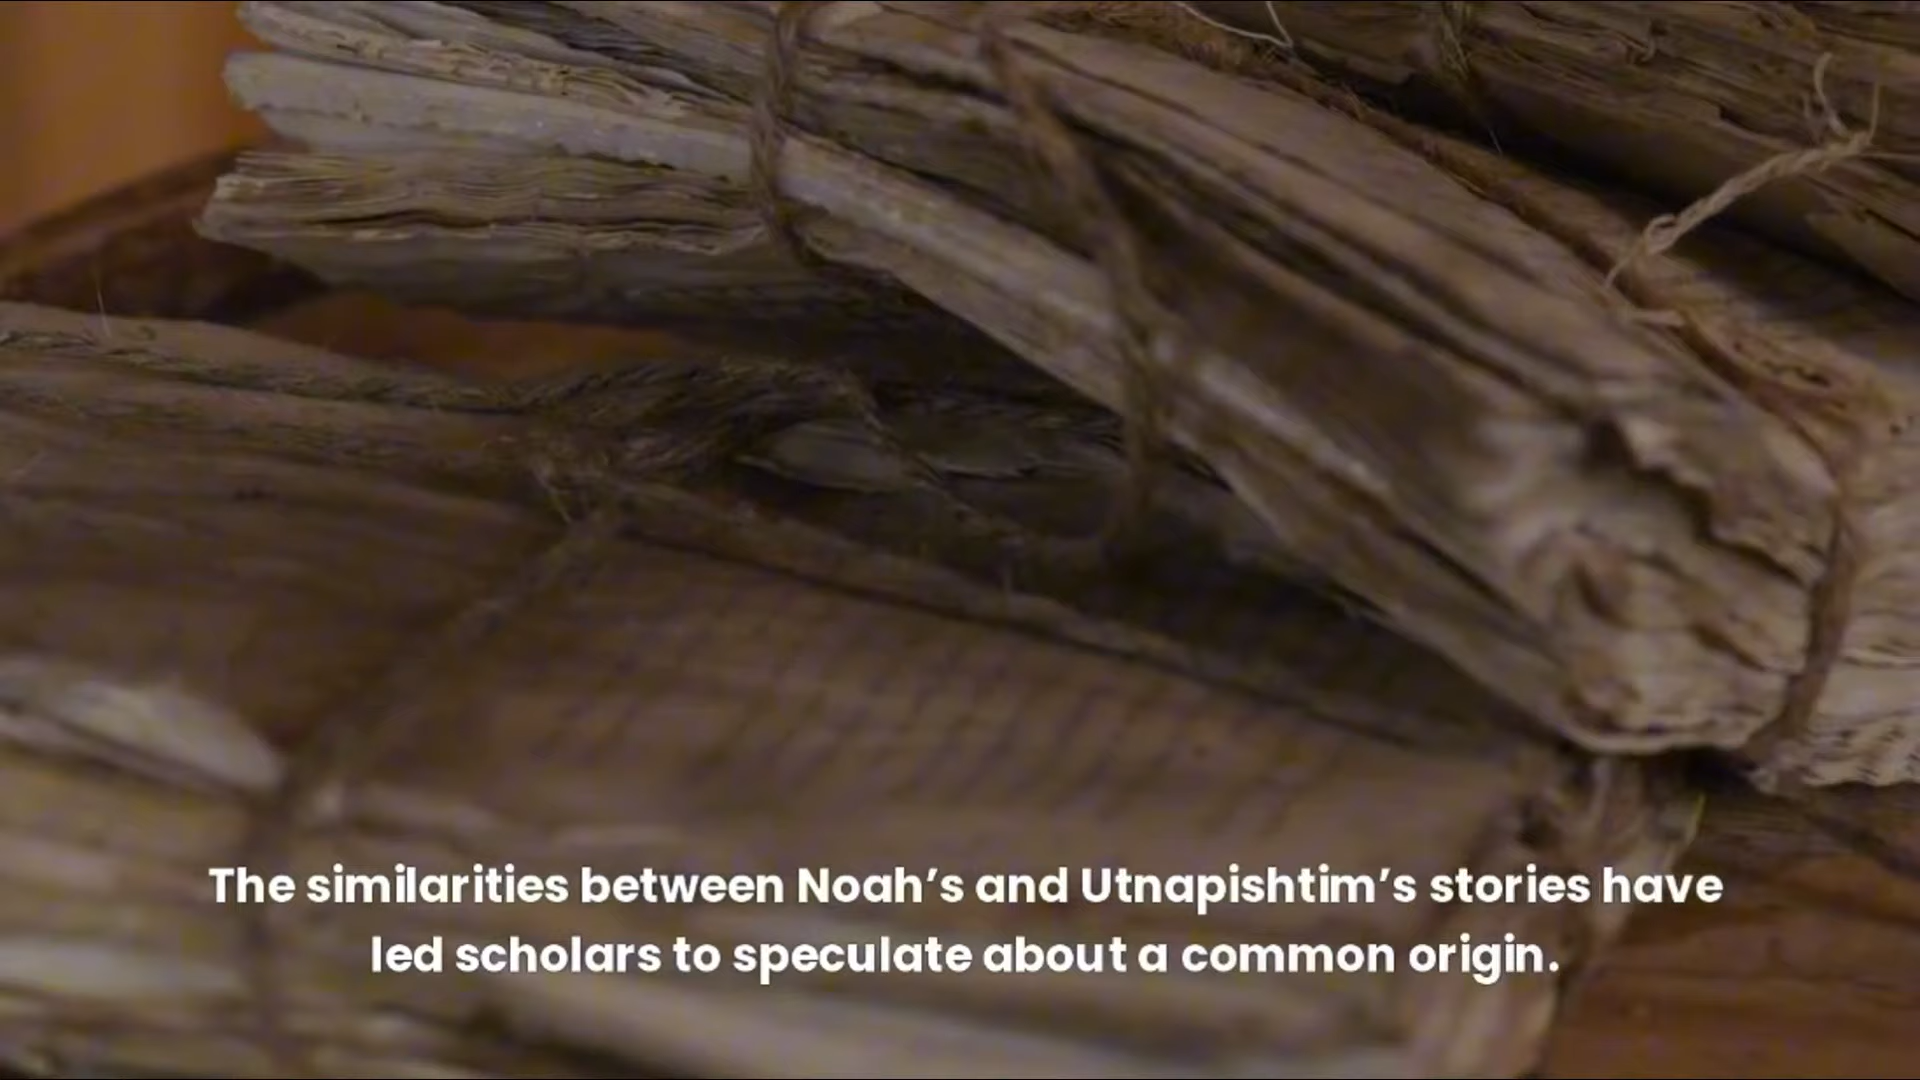 The similarities between Noah’s and Utnapishtim’s stories have
led scholars to speculate about a common origin.